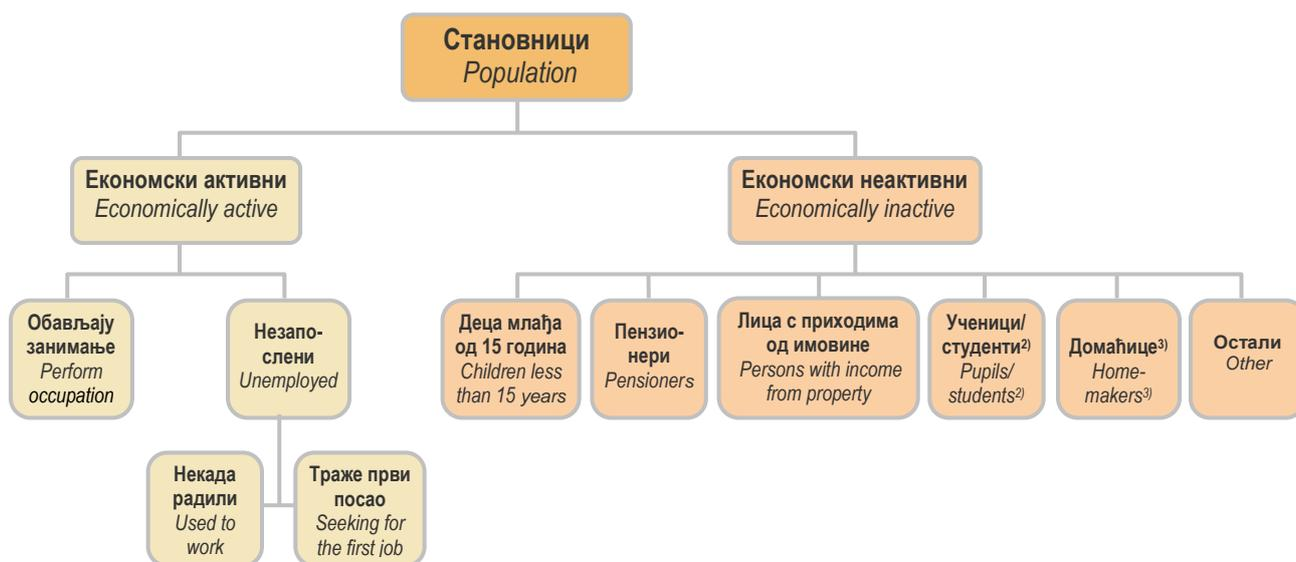 Становници
Population
Економски активни
Economically active
Економски неактивни
Economically inactive
Обављају
занимање
Perform
occupation
Незапо-
слени
Unemployed
Деца млађа
од 15 година
Children less
than 15 years
Пензио-
нери
Pensioners
Лица с приходима
од имовине
Persons with income
from property
Ученици/
студенти²⁾
Pupils/
students²⁾
Домаћице³⁾
Home-
makers³⁾
Остали
Other
Некада
радили
Used to
work
Траже први
посао
Seeking for
the first job